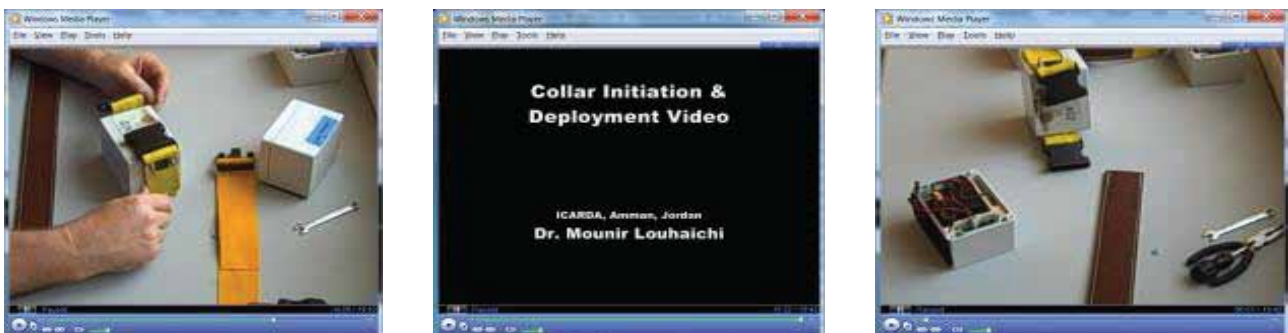 Windows Media Player
File View Play Tools Help
Windows Media Player
File View Play Tools Help
Collar Initiation &
Deployment Video
ICARDA, Amman, Jordan
Dr. Mounir Louhaichi
Paused
Windows Media Player
File View Play Tools Help